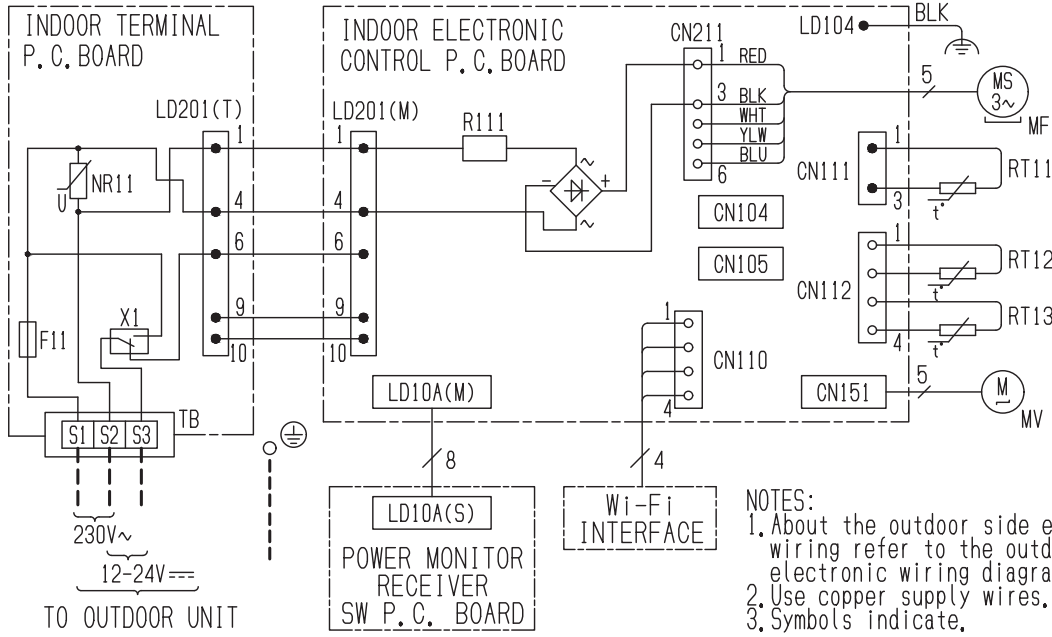 INDOOR TERMINAL
P.C.BOARD
INDOOR ELECTRONIC
CONTROL P.C.BOARD
LD104
BLK
CN211
1 RED
3 BLK
WHT
YLW
BLU
6
5
MS
3~
MF
LD201(T)
LD201(M)
1
4
6
9
10
1
4
6
9
10
R111
~
-
+
~
NR11
U
F11
X1
CN104
CN105
CN111
1
3
RT11
t°
CN112
1
4
RT12
t°
RT13
t°
CN110
1
4
CN151
5
M
MV
LD10A(M)
8
LD10A(S)
POWER MONITOR
RECEIVER
SW P.C. BOARD
4
Wi-Fi
INTERFACE
TB
S1 S2 S3
230V~
12-24V
TO OUTDOOR UNIT
NOTES:
1.About the outdoor side e
wiring refer to the outd
electronic wiring diagra
2.Use copper supply wires.
3.Symbols indicate,